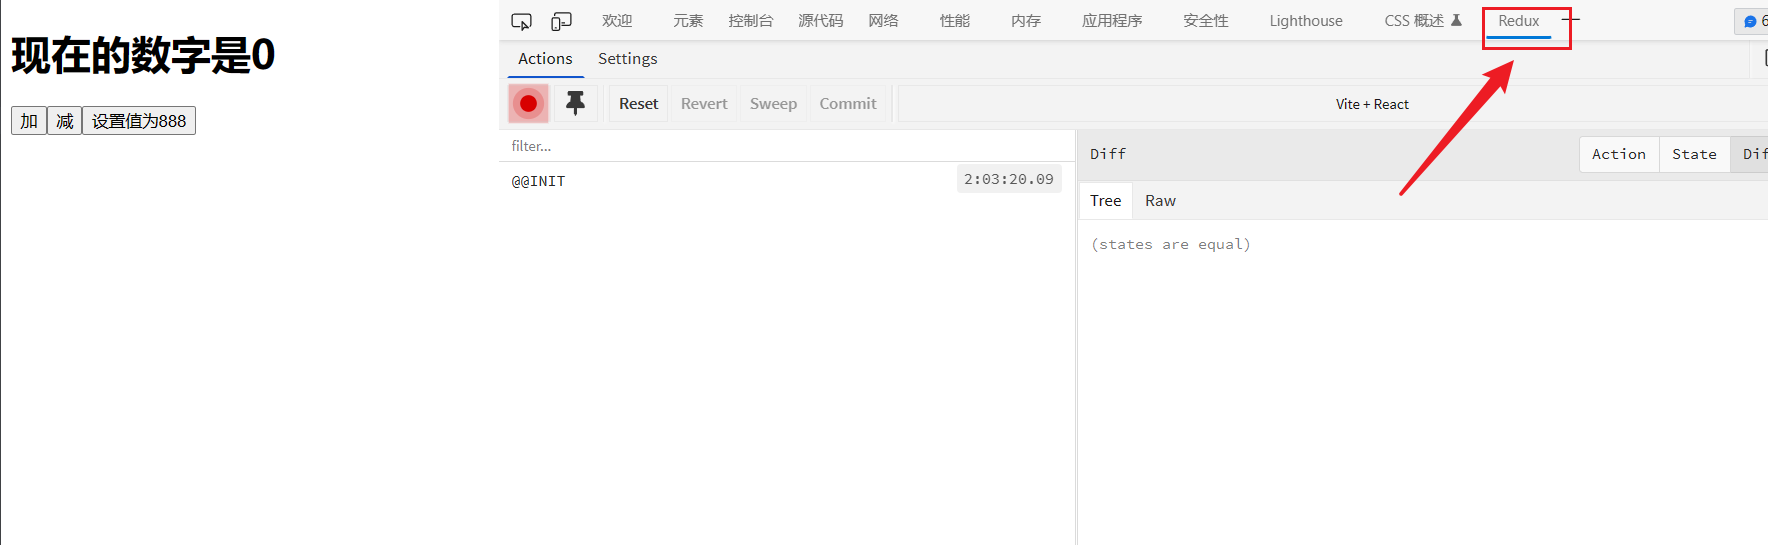 现在的数字是0
加 减 设置值为888
欢迎 元素 控制台 源代码 网络 性能 内存 应用程序 安全性 Lighthouse CSS 概述 Redux 6
Actions Settings
Reset Revert Sweep Commit Vite + React
filter...
@@INIT 2:03:20.09
Diff Action State Dif
Tree Raw
(states are equal)